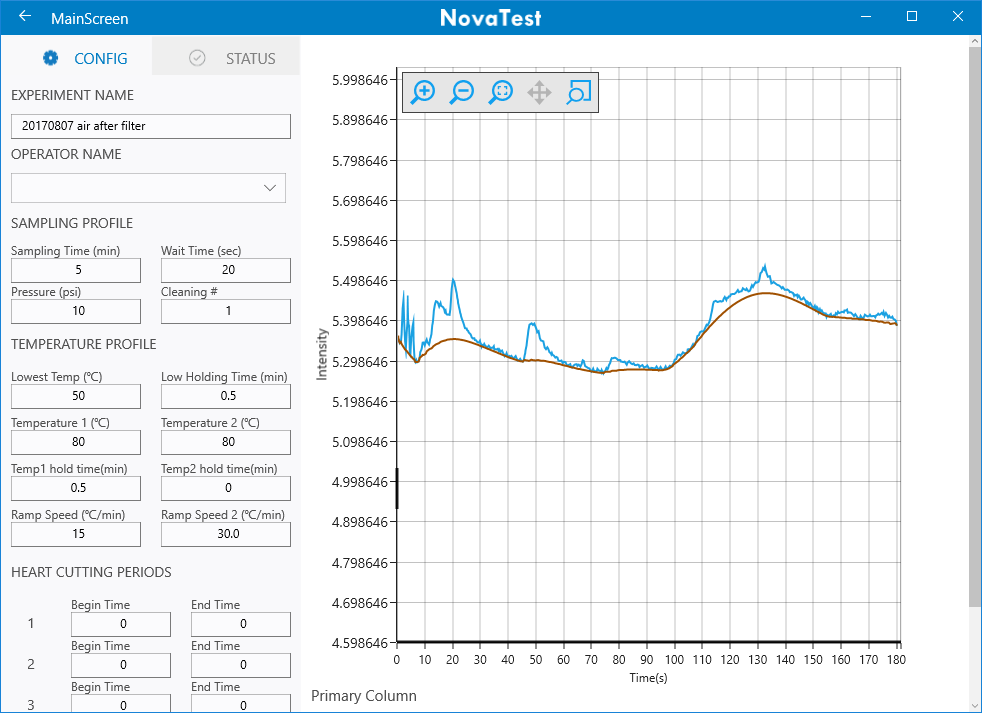 MainScreen
NovaTest
CONFIG
STATUS
EXPERIMENT NAME
20170807 air after filter
OPERATOR NAME
SAMPLING PROFILE
Sampling Time (min) Wait Time (sec)
5 20
Pressure (psi) Cleaning #
10 1
TEMPERATURE PROFILE
Lowest Temp (℃) Low Holding Time (min)
50 0.5
Temperature 1 (℃) Temperature 2 (℃)
80 80
Temp1 hold time(min) Temp2 hold time(min)
0.5 0
Ramp Speed (℃/min) Ramp Speed 2 (℃/min)
15 30.0
HEART CUTTING PERIODS
Begin Time End Time
1 0 0
Begin Time End Time
2 0 0
Begin Time End Time
3 0 0
5.998646
5.898646
5.798646
5.698646
5.598646
5.498646
5.398646
5.298646
5.198646
5.098646
4.998646
4.898646
4.798646
4.698646
4.598646
Intensity
0 10 20 30 40 50 60 70 80 90 100 110 120 130 140 150 160 170 180
Time(s)
Primary Column